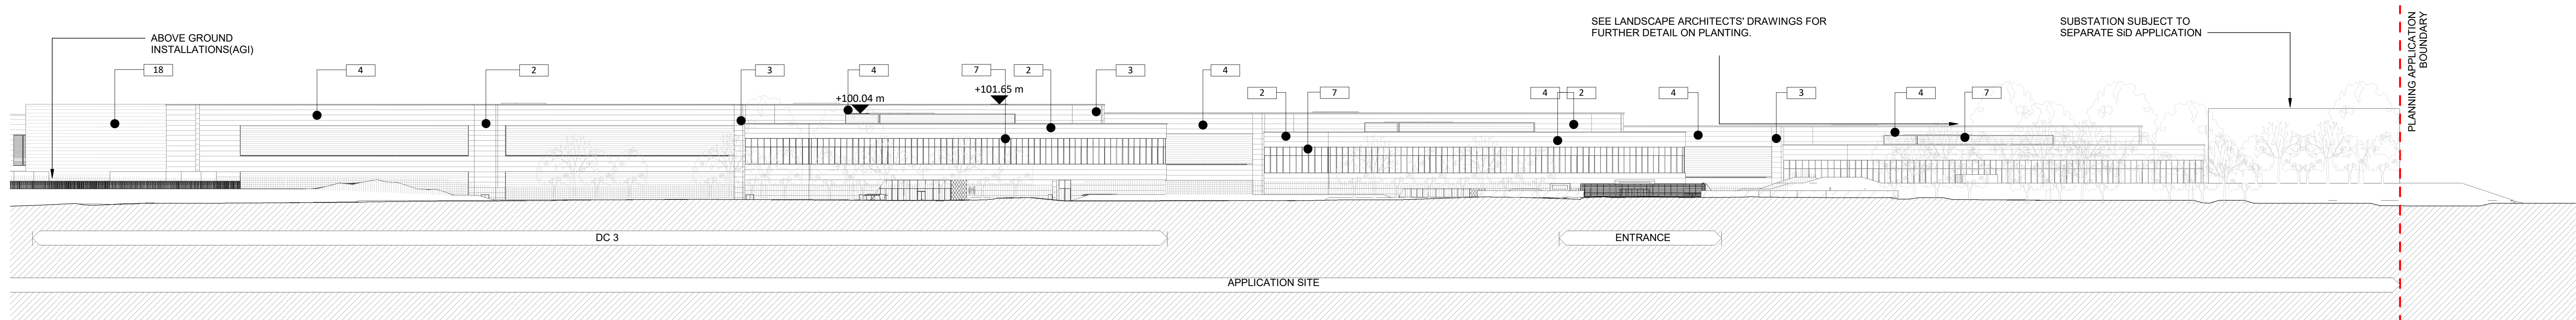 ABOVE GROUND
INSTALLATIONS(AGI)
SEE LANDSCAPE ARCHITECTS' DRAWINGS FOR
FURTHER DETAIL ON PLANTING.
SUBSTATION SUBJECT TO
SEPARATE SiD APPLICATION
PLANNING APPLICATION
BOUNDARY
18
4
2
3
4
7
2
3
4
2
7
4
2
4
3
4
7
+100.04 m
+101.65 m
DC 3
ENTRANCE
APPLICATION SITE